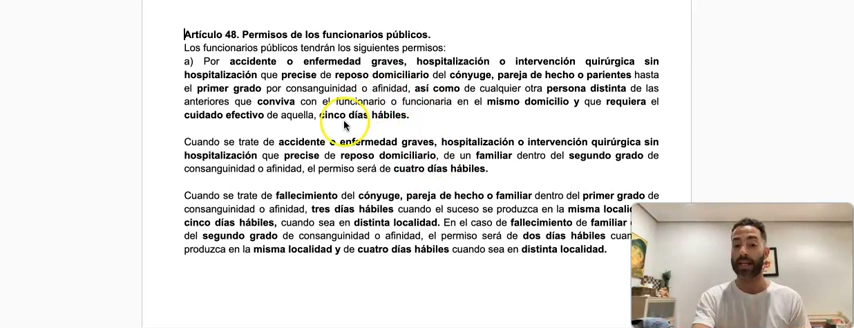 Artículo 48. Permisos de los funcionarios públicos.
Los funcionarios públicos tendrán los siguientes permisos:
a) Por accidente o enfermedad graves, hospitalización o intervención quirúrgica sin
hospitalización que precise de reposo domiciliario del cónyuge, pareja de hecho o parientes hasta
el primer grado por consanguinidad o afinidad, así como de cualquier otra persona distinta de las
anteriores que conviva con el funcionario o funcionaria en el mismo domicilio y que requiera el
cuidado efectivo de aquella, cinco días hábiles.
Cuando se trate de accidente o enfermedad graves, hospitalización o intervención quirúrgica sin
hospitalización que precise de reposo domiciliario, de un familiar dentro del segundo grado de
consanguinidad o afinidad, el permiso será de cuatro días hábiles.
Cuando se trate de fallecimiento del cónyuge, pareja de hecho o familiar dentro del primer grado de
consanguinidad o afinidad, tres días hábiles cuando el suceso se produzca en la misma
cinco días hábiles, cuando sea en distinta localidad. En el caso de fallecimiento de familiar
del segundo grado de consanguinidad o afinidad, el permiso será de dos días hábiles
produzca en la misma localidad y de cuatro días hábiles cuando sea en distinta localidad.